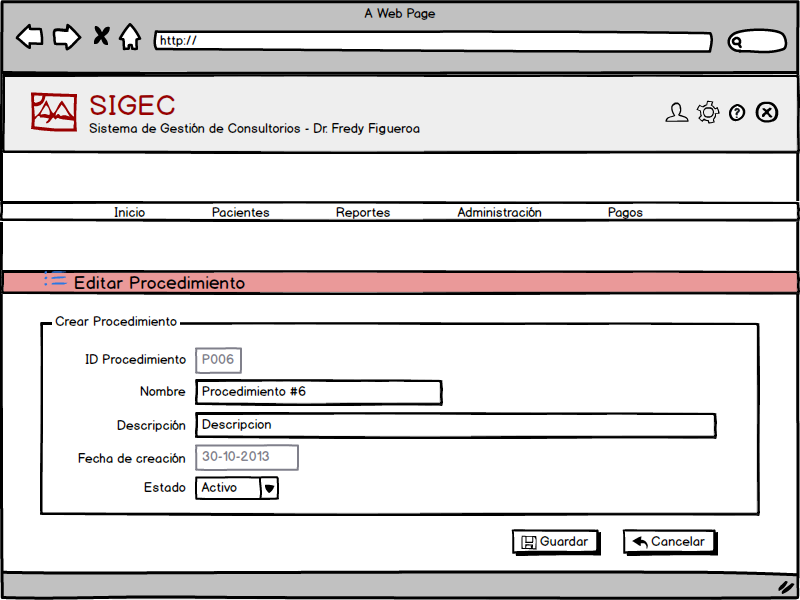 A Web Page
http://
SIGEC
Sistema de Gestión de Consultorios - Dr. Fredy Figueroa
?
Inicio Pacientes Reportes Administración Pagos
Editar Procedimiento
Crear Procedimiento
ID Procedimiento P006
Nombre Procedimiento #6
Descripción Descripcion
Fecha de creación 30-10-2013
Estado Activo
Guardar Cancelar